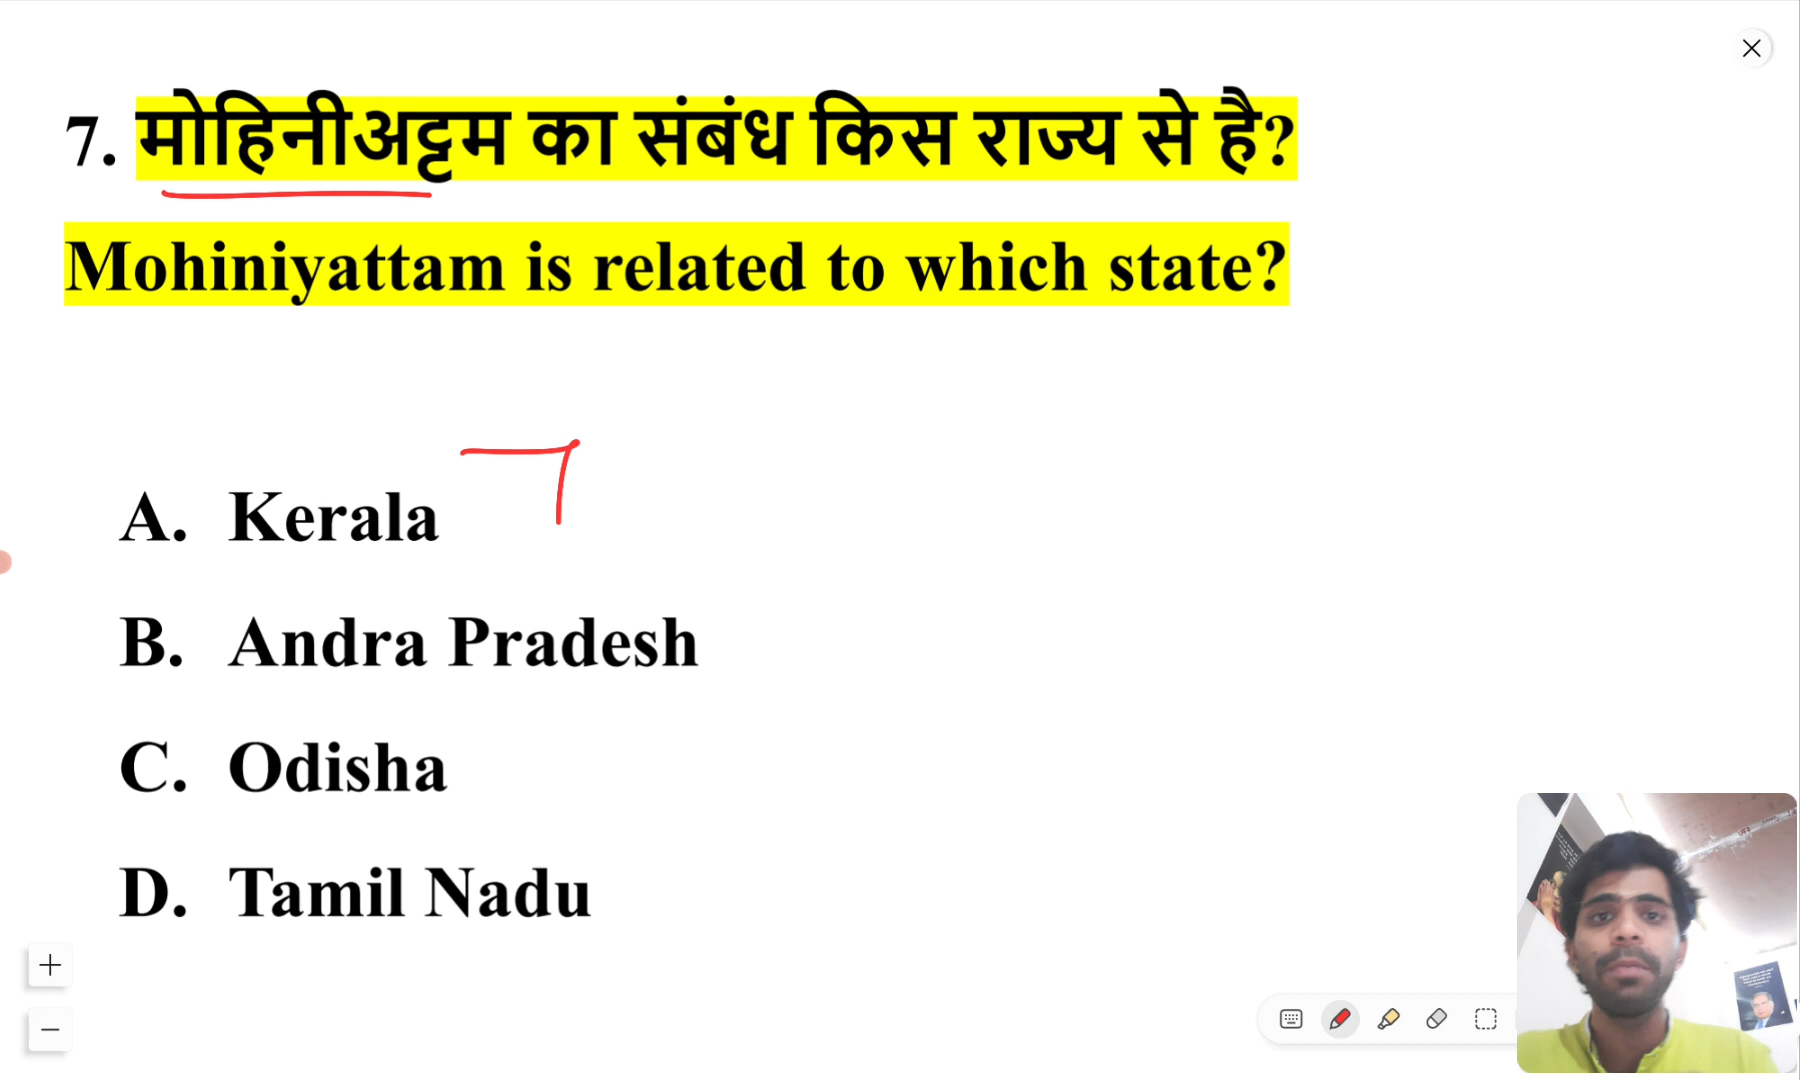 7. मोहिनीअट्टम का संबंध किस राज्य से है?
Mohiniyattam is related to which state?
A. Kerala
B. Andra Pradesh
C. Odisha
D. Tamil Nadu